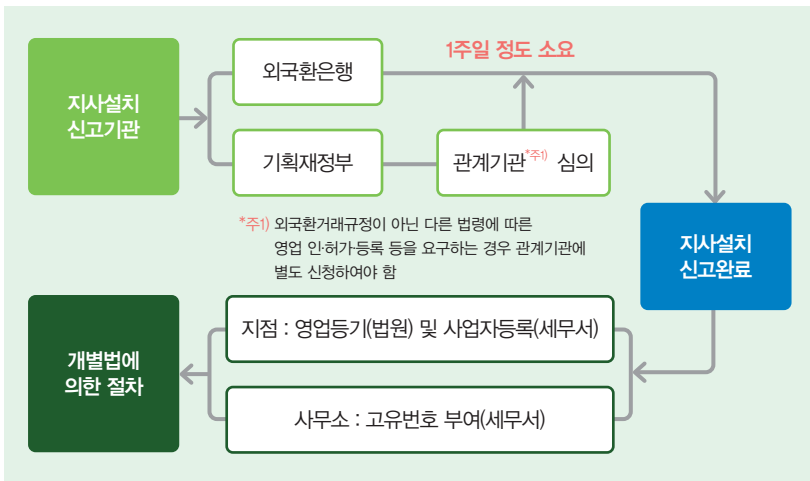 1주일 정도 소요
외국환은행
지사설치
신고기관
기획재정부
관계기관*주1) 심의
*주1) 외국환거래규정이 아닌 다른 법령에 따른
영업 인·허가·등록 등을 요구하는 경우 관계기관에
별도 신청하여야 함
지사설치
신고완료
지점 : 영업등기(법원) 및 사업자등록(세무서)
개별법에
의한 절차
사무소 : 고유번호 부여(세무서)